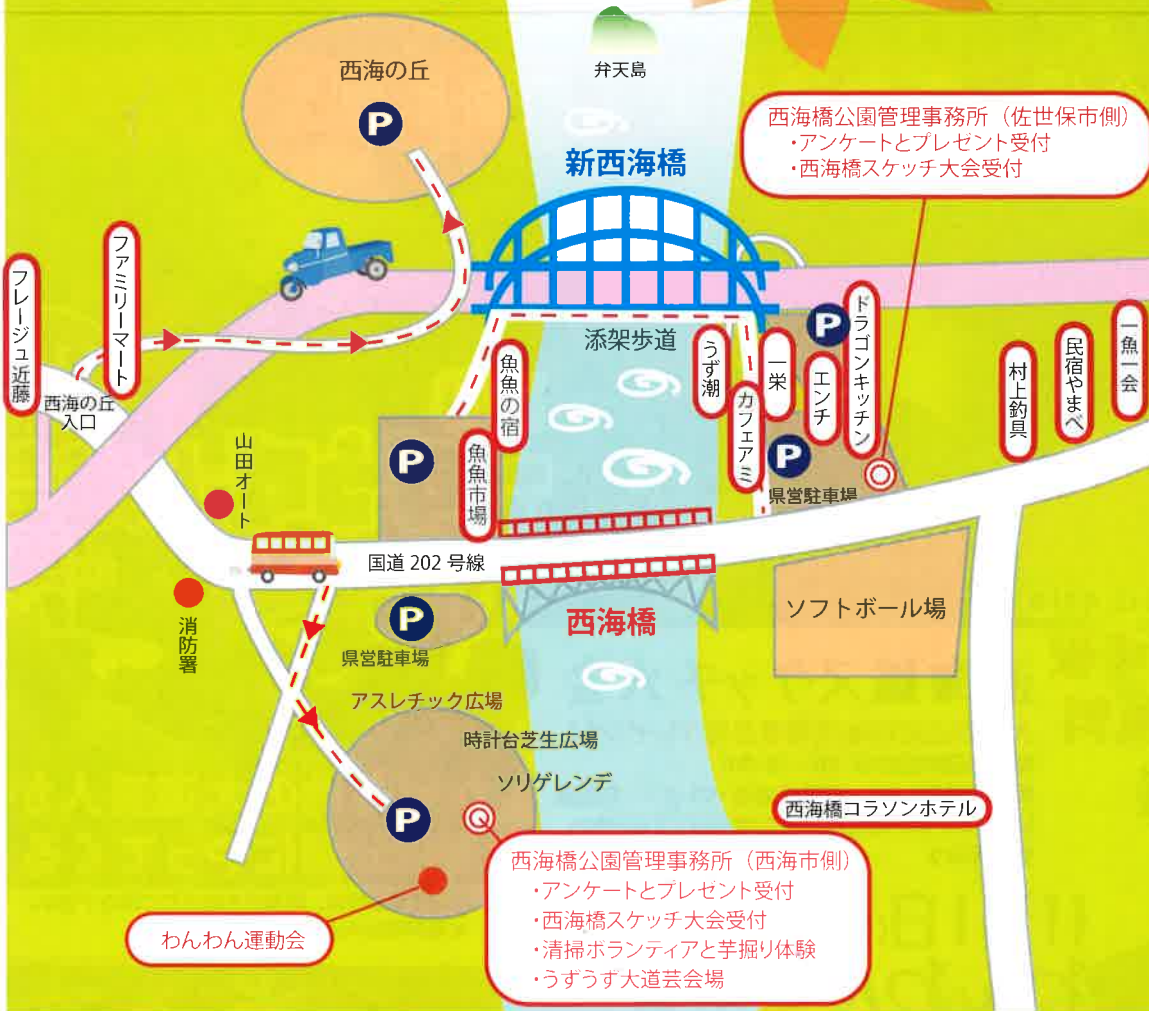 西海の丘
P
弁天島
西海橋公園管理事務所（佐世保市側）
・アンケートとプレゼント受付
・西海橋スケッチ大会受付
新西海橋
フレージュ近藤
ファミリーマート
西海の丘
入口
添架歩道
魚魚の宿
魚魚市場
うず潮
カフェアミ
一栄
エンチ
ドラゴンキッチン
P
村上釣具
民宿やまべ
一魚一会
山田オート
P
P
県営駐車場
国道202号線
消防署
P
県営駐車場
西海橋
ソフトボール場
アスレチック広場
時計台芝生広場
ソリゲレンデ
P
西海橋コラソンホテル
西海橋公園管理事務所（西海市側）
・アンケートとプレゼント受付
・西海橋スケッチ大会受付
・清掃ボランティアと芋掘り体験
・うずうず大道芸会場
わんわん運動会